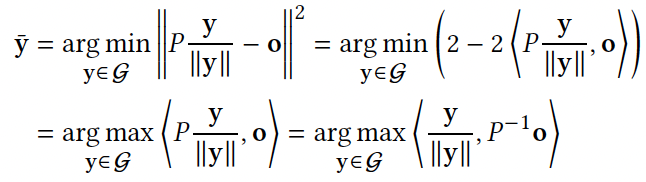 ȳ = arg min_{y∈𝒢} ‖P y/‖y‖ − o‖² = arg min_{y∈𝒢} (2 − 2 ⟨P y/‖y‖, o⟩)
= arg max_{y∈𝒢} ⟨P y/‖y‖, o⟩ = arg max_{y∈𝒢} ⟨y/‖y‖, P⁻¹o⟩